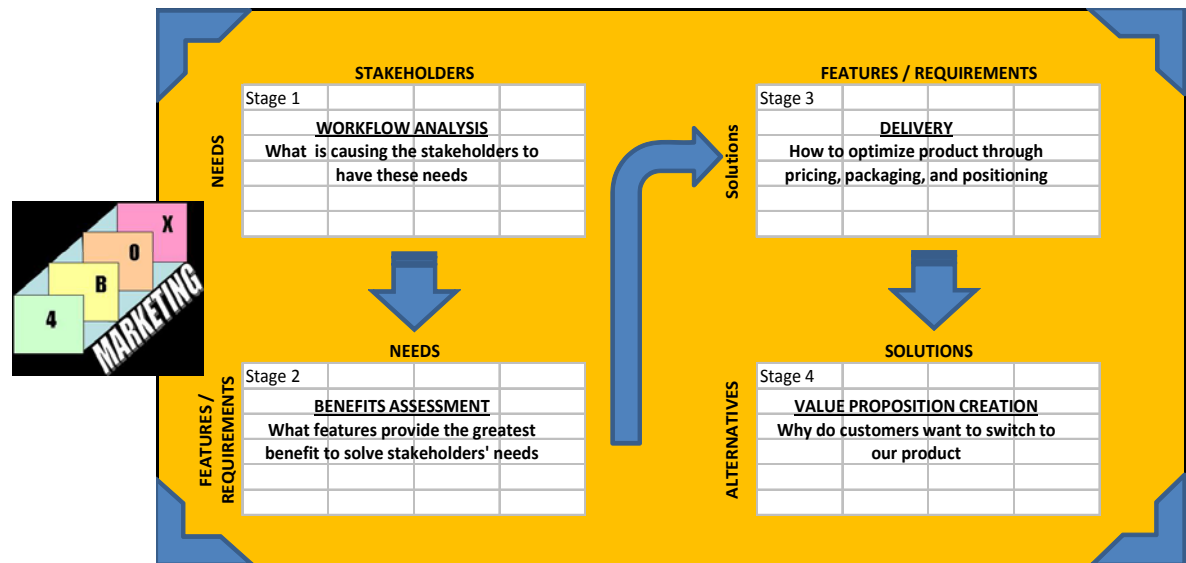 4 B O X
MARKETING
STAKEHOLDERS
NEEDS
Stage 1
WORKFLOW ANALYSIS
What is causing the stakeholders to
have these needs
NEEDS
FEATURES /
REQUIREMENTS
Stage 2
BENEFITS ASSESSMENT
What features provide the greatest
benefit to solve stakeholders' needs
FEATURES / REQUIREMENTS
Solutions
Stage 3
DELIVERY
How to optimize product through
pricing, packaging, and positioning
SOLUTIONS
ALTERNATIVES
Stage 4
VALUE PROPOSITION CREATION
Why do customers want to switch to
our product